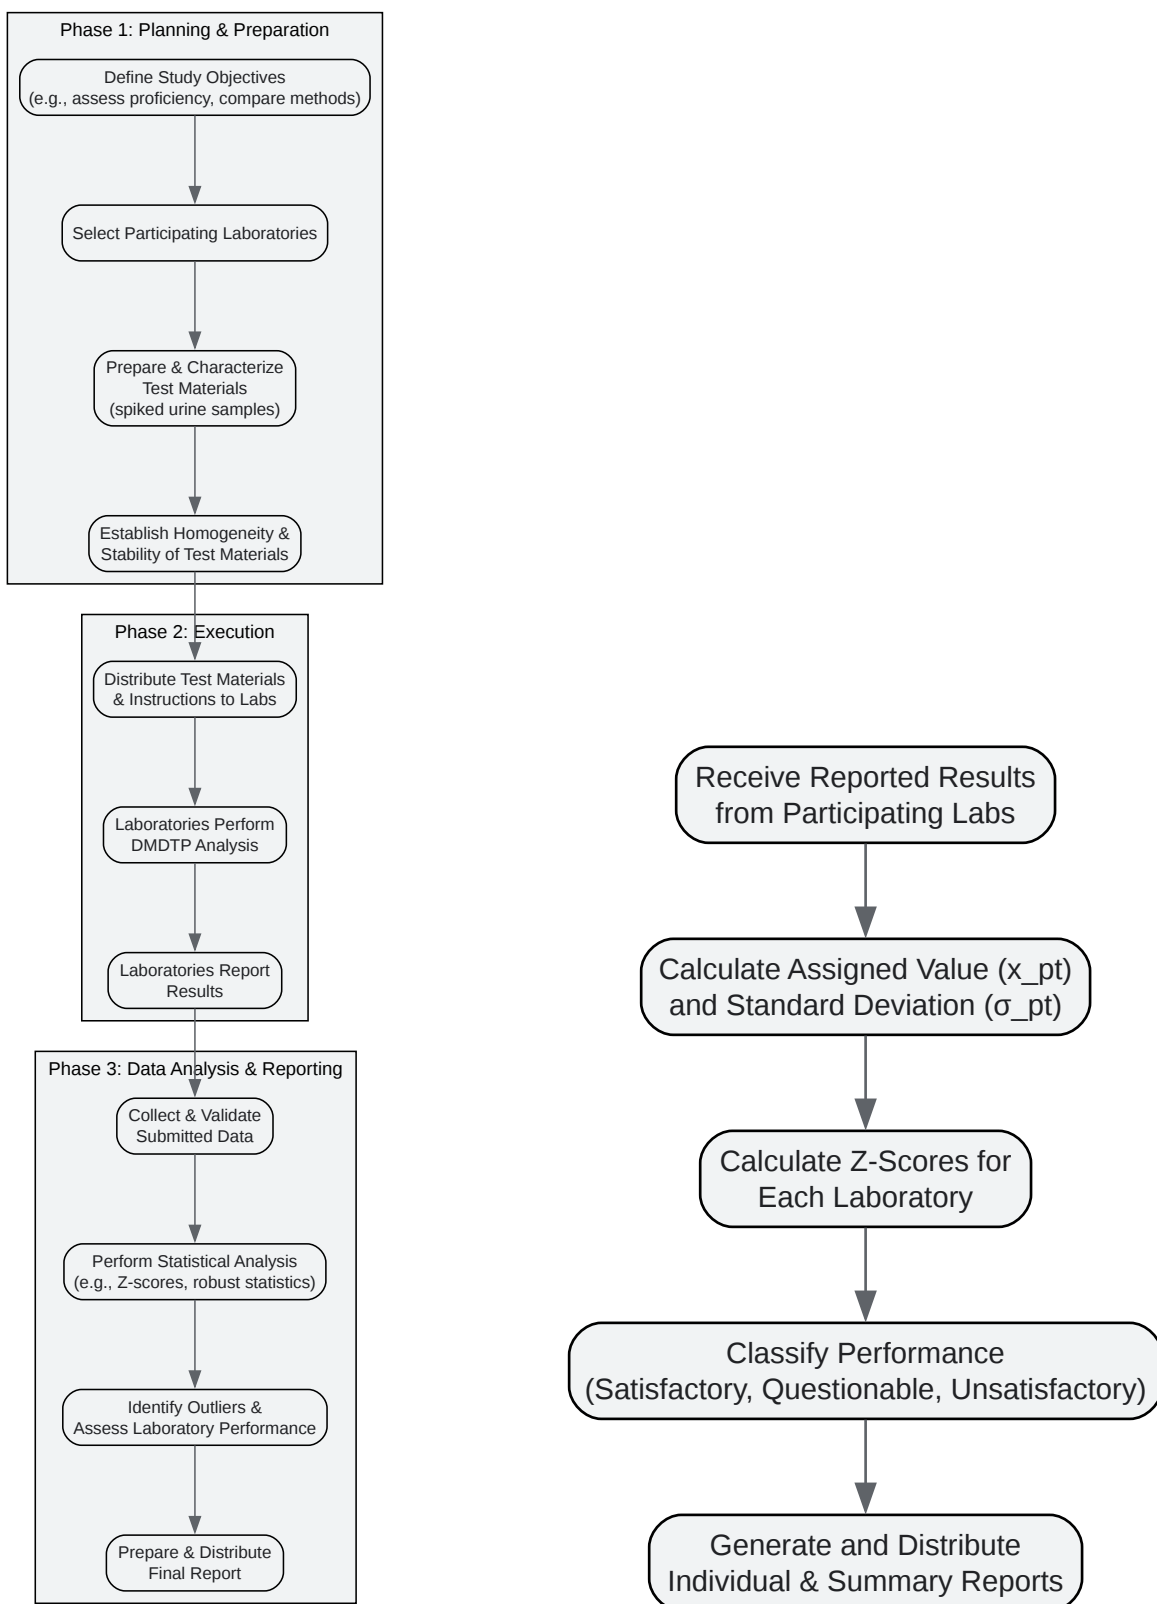 Phase 1: Planning & Preparation
Define Study Objectives
(e.g., assess proficiency, compare methods)
Select Participating Laboratories
Prepare & Characterize
Test Materials
(spiked urine samples)
Establish Homogeneity &
Stability of Test Materials
Phase 2: Execution
Distribute Test Materials
& Instructions to Labs
Laboratories Perform
DMDTP Analysis
Laboratories Report
Results
Phase 3: Data Analysis & Reporting
Collect & Validate
Submitted Data
Perform Statistical Analysis
(e.g., Z-scores, robust statistics)
Identify Outliers &
Assess Laboratory Performance
Prepare & Distribute
Final Report
Receive Reported Results
from Participating Labs
Calculate Assigned Value (x_pt)
and Standard Deviation (σ_pt)
Calculate Z-Scores for
Each Laboratory
Classify Performance
(Satisfactory, Questionable, Unsatisfactory)
Generate and Distribute
Individual & Summary Reports